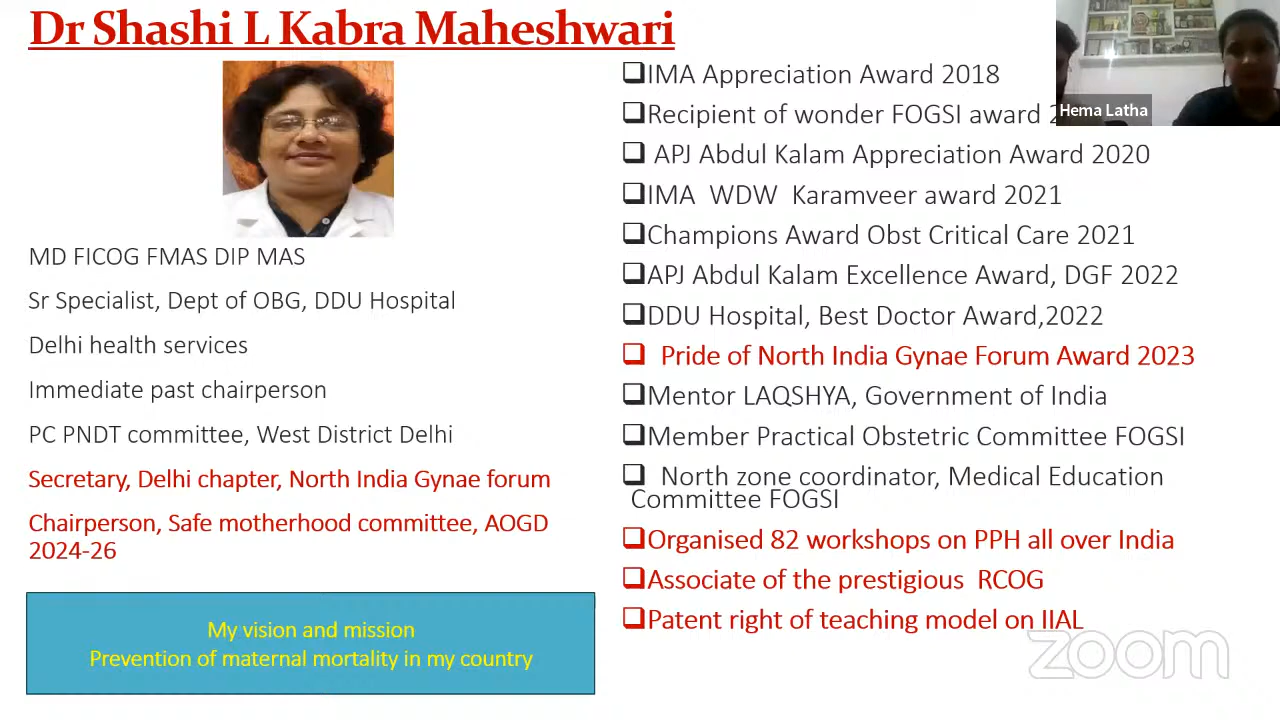 Dr Shashi L Kabra Maheshwari
MD FICOG FMAS DIP MAS
Sr Specialist, Dept of OBG, DDU Hospital
Delhi health services
Immediate past chairperson
PC PNDT committee, West District Delhi
Secretary, Delhi chapter, North India Gynae forum
Chairperson, Safe motherhood committee, AOGD
2024-26
My vision and mission
Prevention of maternal mortality in my country
IMA Appreciation Award 2018
Recipient of wonder FOGSI award
APJ Abdul Kalam Appreciation Award 2020
IMA WDW Karamveer award 2021
Champions Award Obst Critical Care 2021
APJ Abdul Kalam Excellence Award, DGF 2022
DDU Hospital, Best Doctor Award,2022
Pride of North India Gynae Forum Award 2023
Mentor LAQSHYA, Government of India
Member Practical Obstetric Committee FOGSI
North zone coordinator, Medical Education
Committee FOGSI
Organised 82 workshops on PPH all over India
Associate of the prestigious RCOG
Patent right of teaching model on IIAL
Hema Latha
zoom